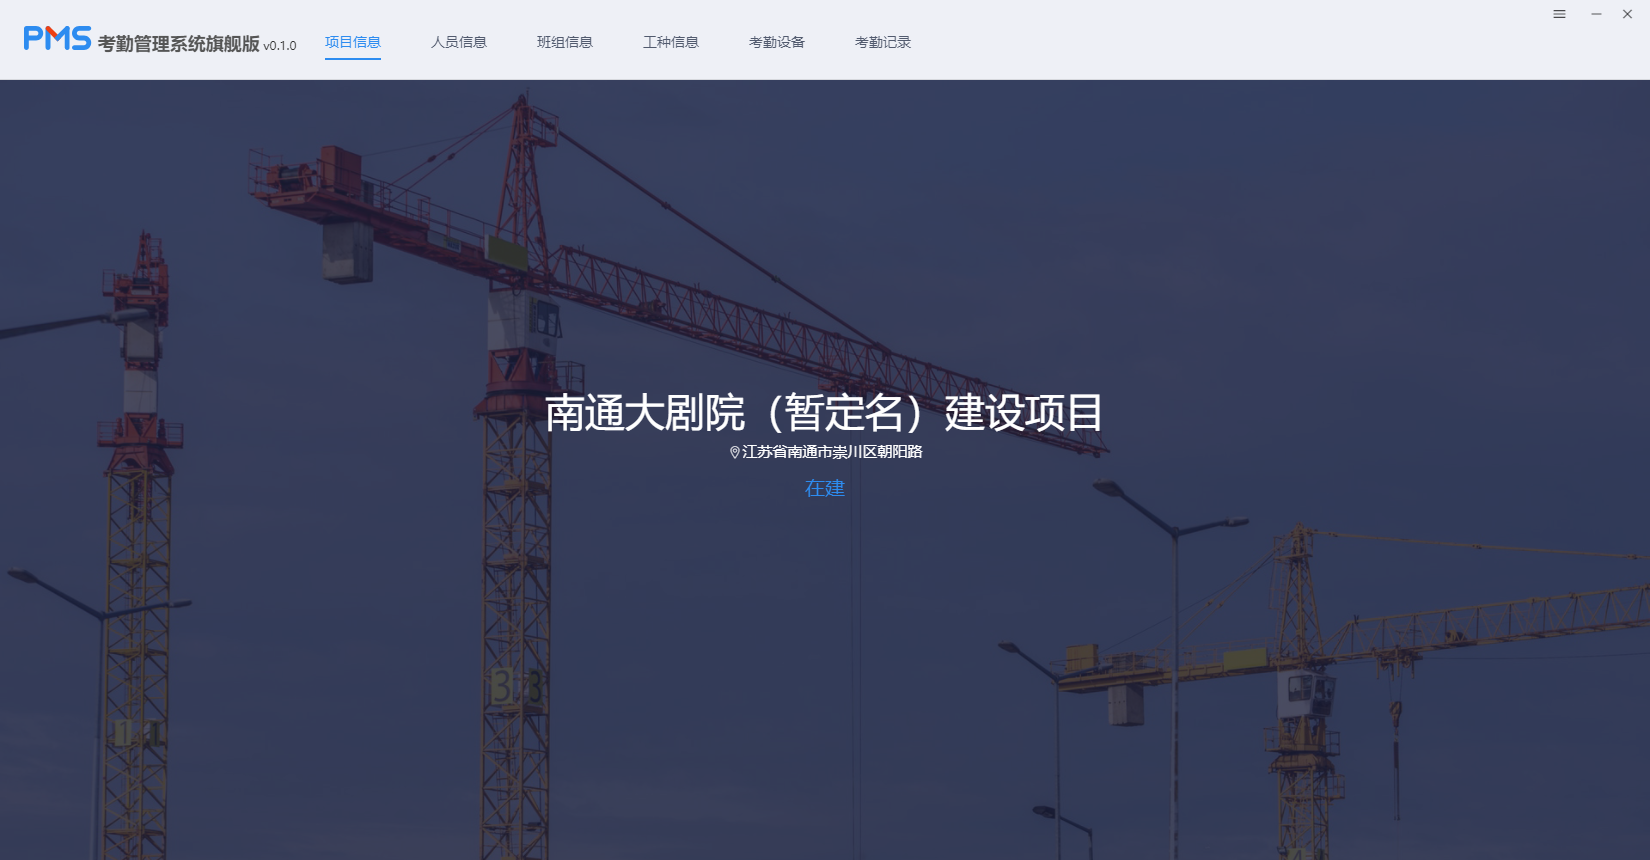 PMS 考勤管理系统旗舰版 v0.1.0
项目信息 人员信息 班组信息 工种信息 考勤设备 考勤记录
南通大剧院（暂定名）建设项目
江苏省南通市崇川区朝阳路
在建
33
11